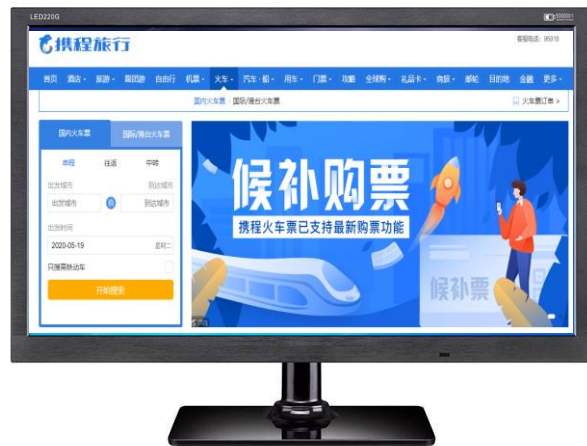 LED220G
携程旅行
客服电话：95010
首页 酒店 旅游 跟团游 自由行 机票 火车 汽车·船 用车 门票 攻略 全球购 礼品卡 商旅 邮轮 目的地 金融 更多
国内火车票 国际/港台火车票
火车票订单 >
国内火车票 国际/港台火车票
单程 往返 中转
出发城市 到达城市
出发城市 到达城市
出发时间
2020-05-19 星期二
只搜高铁动车
开始搜索
候补购票
携程火车票已支持最新购票功能
候补票